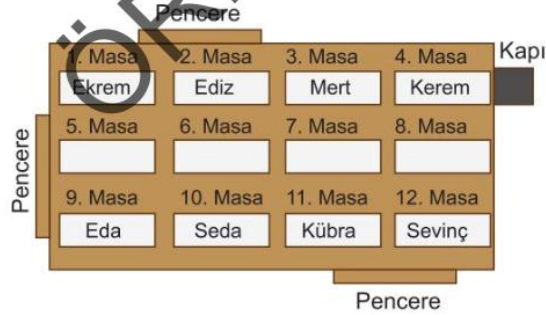 Pencere
1. Masa 2. Masa 3. Masa 4. Masa Kapı
Ekrem Ediz Mert Kerem
5. Masa 6. Masa 7. Masa 8. Masa
Pencere
9. Masa 10. Masa 11. Masa 12. Masa
Eda Seda Kübra Sevinç
Pencere